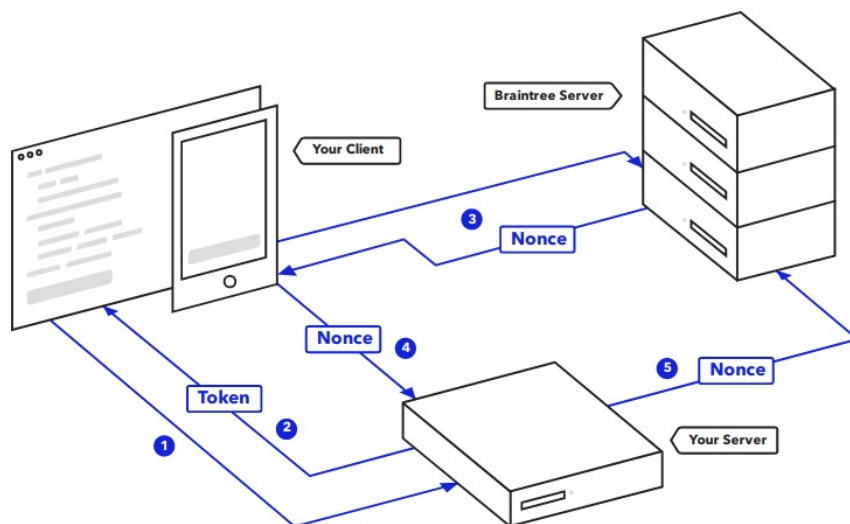 Braintree Server
Your Client
3
Nonce
Nonce
4
5
Nonce
Token
2
1
Your Server